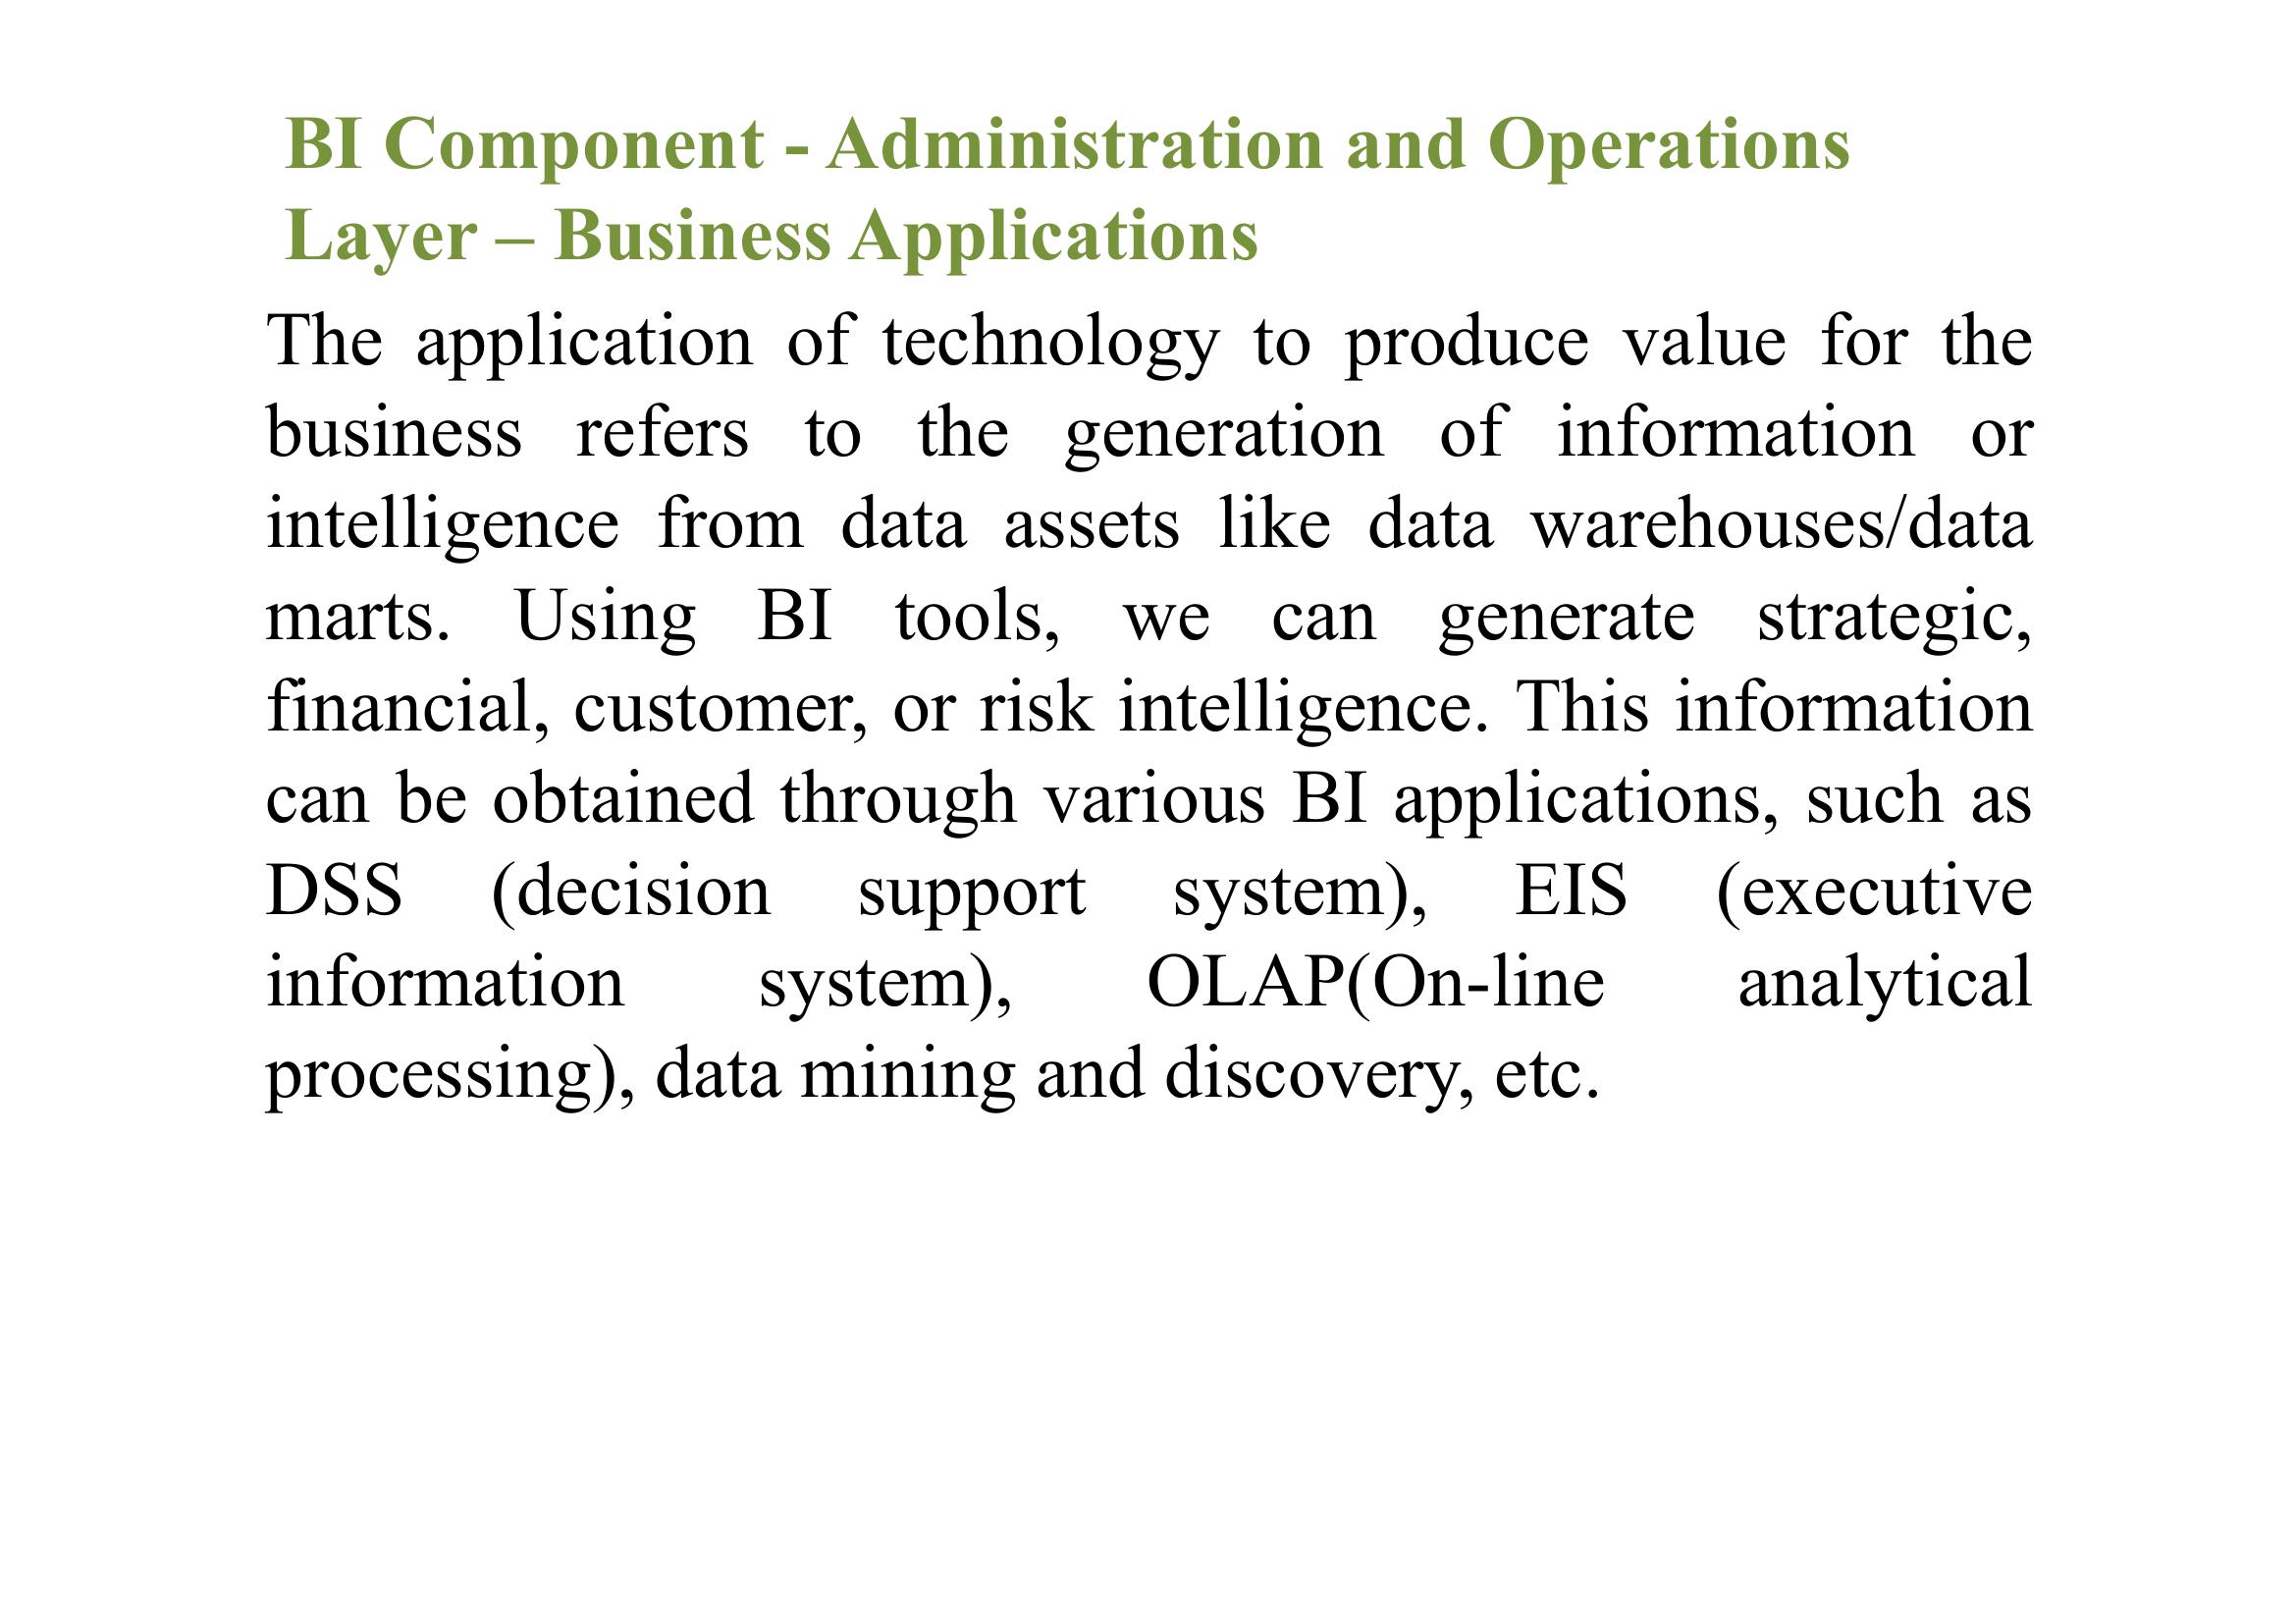 BI Component - Administration and Operations
Layer – Business Applications
The application of technology to produce value for the
business refers to the generation of information or
intelligence from data assets like data warehouses/data
marts. Using BI tools, we can generate strategic,
financial, customer, or risk intelligence. This information
can be obtained through various BI applications, such as
DSS (decision support system), EIS (executive
information system), OLAP(On-line analytical
processing), data mining and discovery, etc.